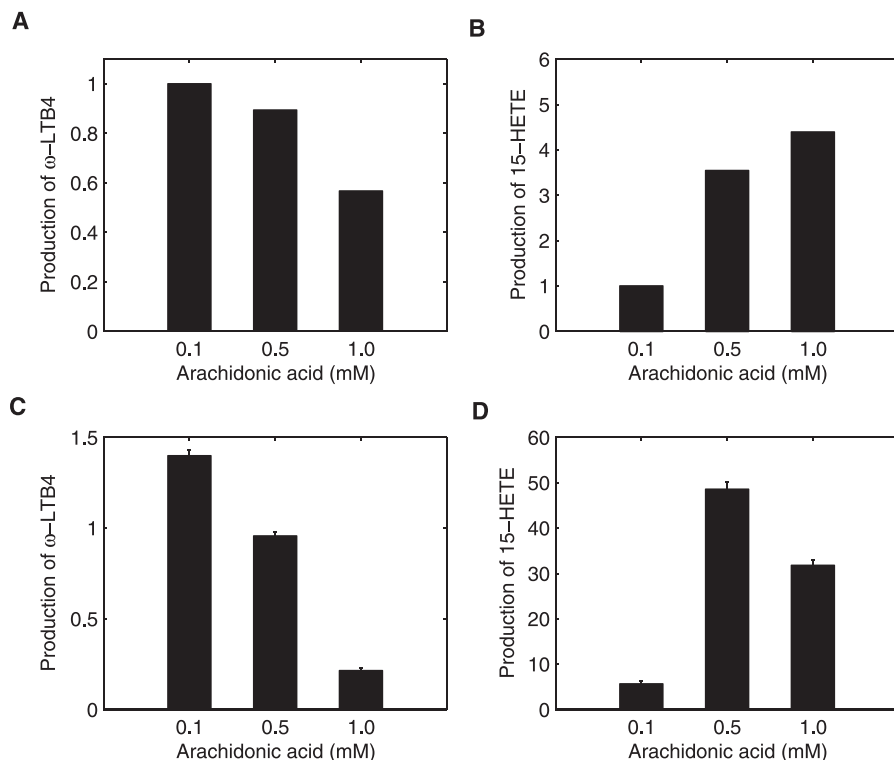 A
Production of ω–LTB4
1
0.8
0.6
0.4
0.2
0
0.1 0.5 1.0
Arachidonic acid (mM)
B
Production of 15–HETE
6
5
4
3
2
1
0
0.1 0.5 1.0
Arachidonic acid (mM)
C
Production of ω–LTB4
1.5
1
0.5
0
0.1 0.5 1.0
Arachidonic acid (mM)
D
Production of 15–HETE
60
50
40
30
20
10
0
0.1 0.5 1.0
Arachidonic acid (mM)